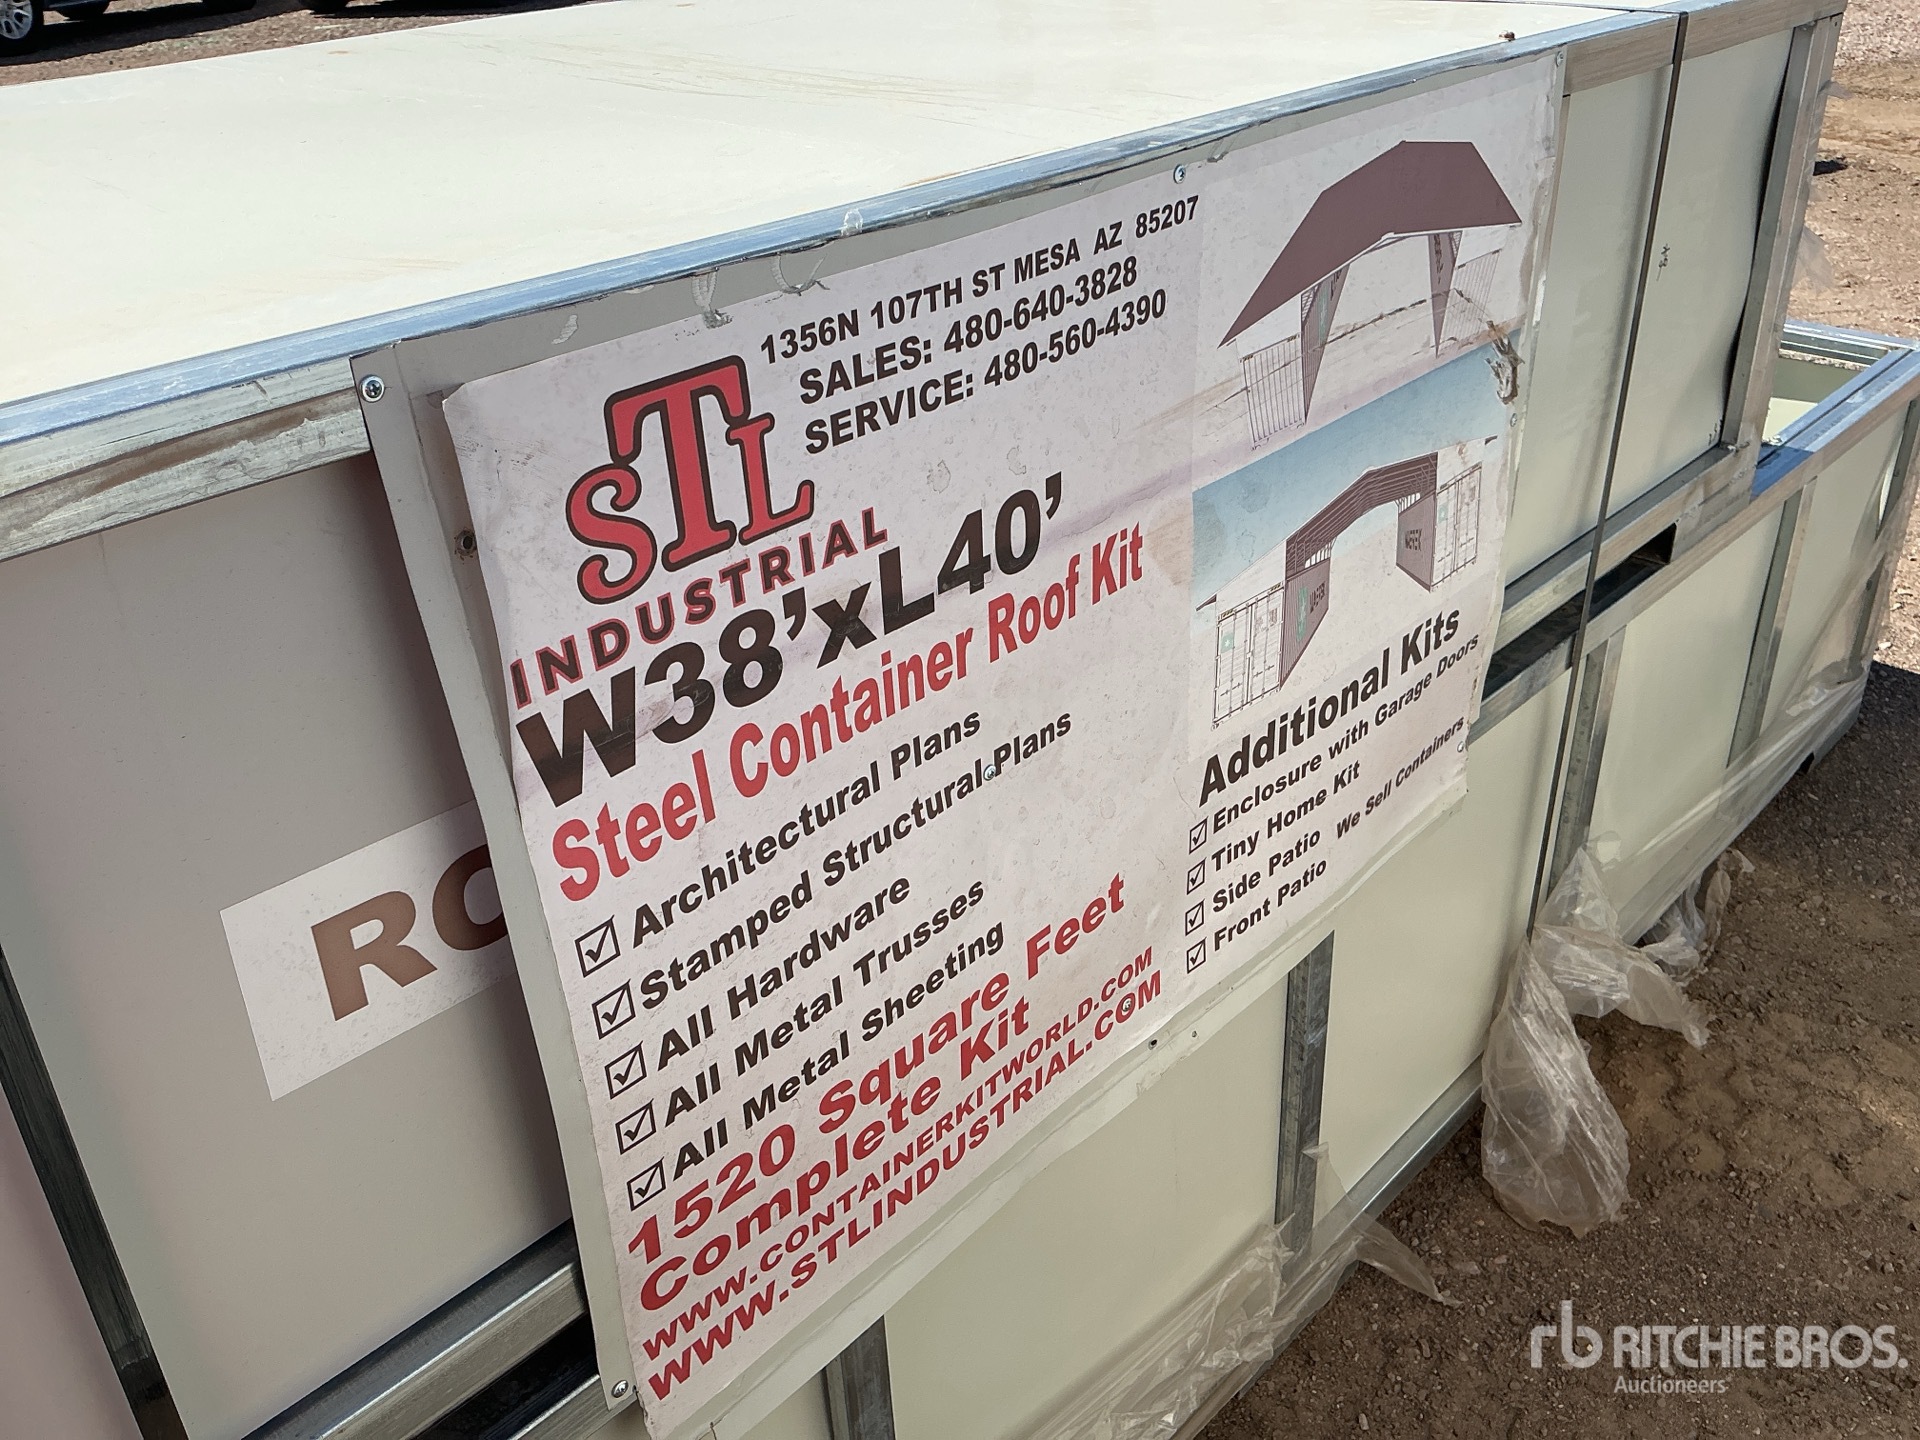 1356N 107TH ST MESA AZ 85207
SALES: 480-640-3828
SERVICE: 480-560-4390
STL
INDUSTRIAL
W38'xL40'
Steel Container Roof Kit
Architectural Plans
Stamped Structural Plans
All Hardware
All Metal Trusses
All Metal Sheeting
1520 Square Feet
Complete Kit
WWW.CONTAINERKITWORLD.COM
WWW.STLINDUSTRIAL.COM
Additional Kits
Enclosure with Garage Doors
Tiny Home Kit
Side Patio We Sell Containers
Front Patio
RO
rb RITCHIE BROS.
Auctioneers